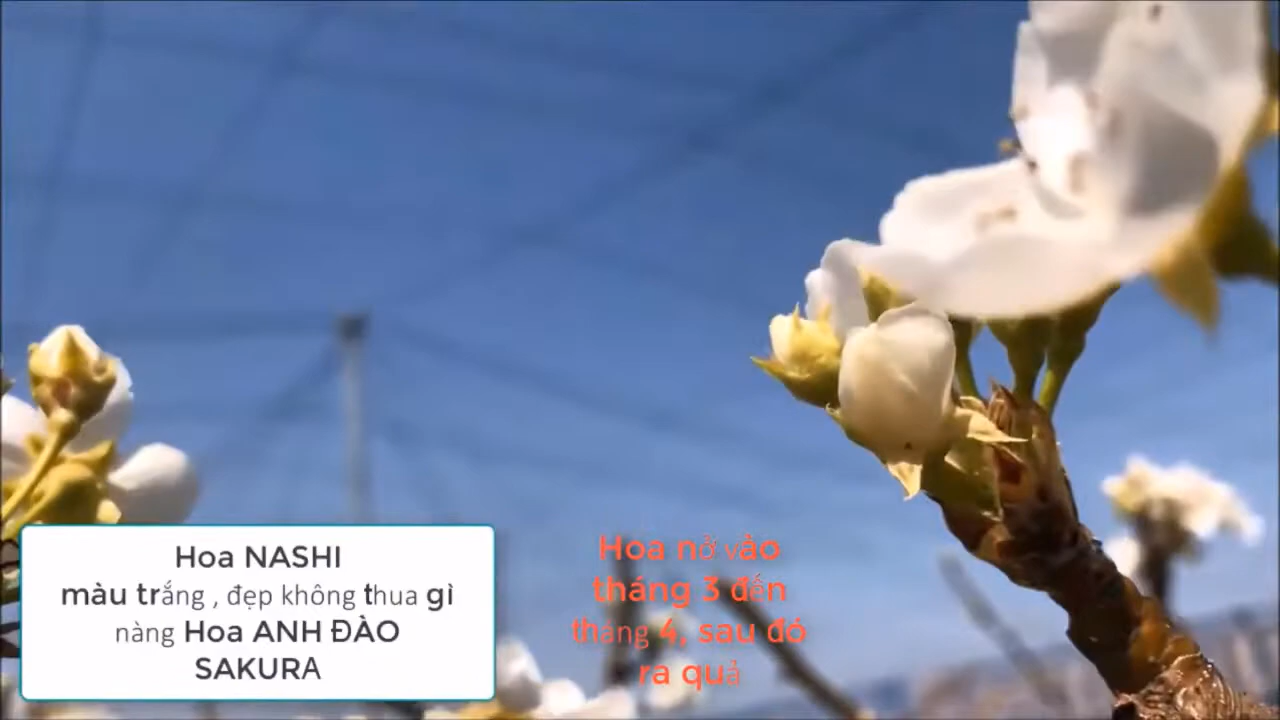 Hoa NASHI
màu trắng , đẹp không thua gì
nàng Hoa ANH ĐÀO
SAKURA
Hoa nở vào
tháng 3 đến
tháng 4, sau đó
ra quả